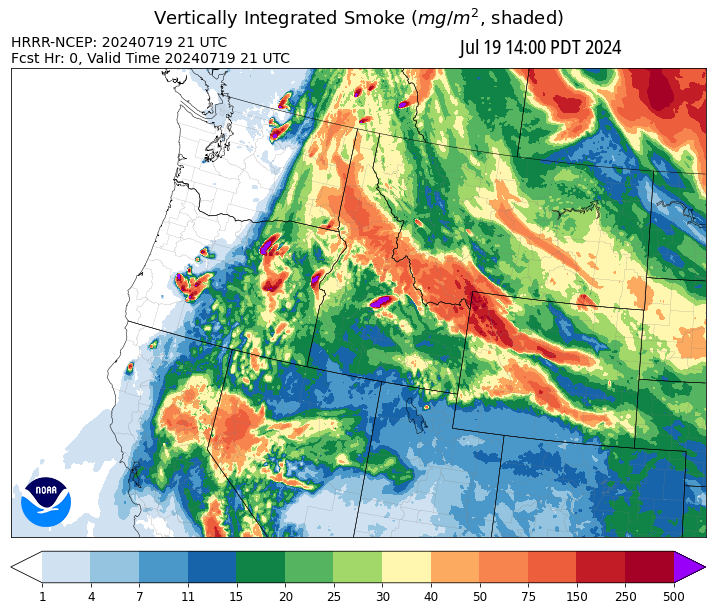 Vertically Integrated Smoke (mg/m², shaded)
HRRR-NCEP: 20240719 21 UTC
Fcst Hr: 0, Valid Time 20240719 21 UTC
Jul 19 14:00 PDT 2024
NOAA
1 4 7 11 15 20 25 30 40 50 75 150 250 500